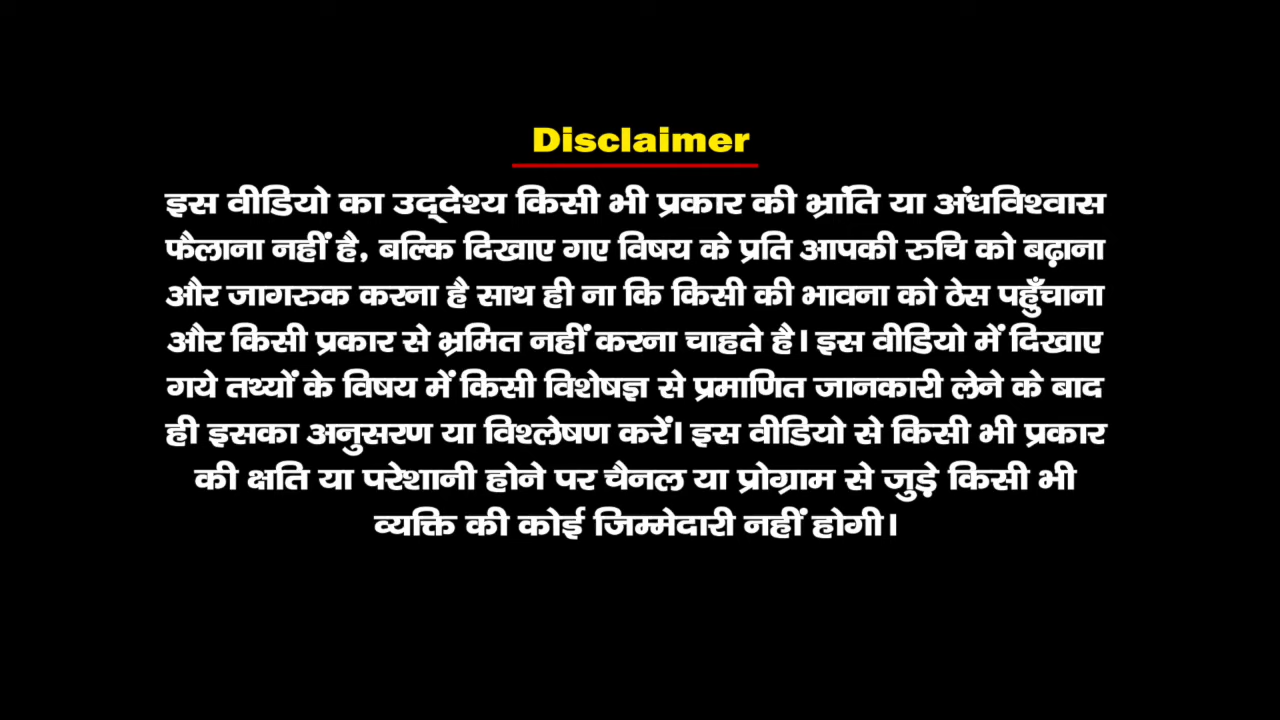 Disclaimer
इस वीडियो का उद्देश्य किसी भी प्रकार की भ्रांति या अंधविश्वास
फैलाना नहीं है, बल्कि दिखाए गए विषय के प्रति आपकी रुचि को बढ़ाना
और जागरुक करना है साथ ही ना कि किसी की भावना को ठेस पहुँचाना
और किसी प्रकार से भ्रमित नहीं करना चाहते है। इस वीडियो में दिखाए
गये तथ्यों के विषय में किसी विशेषज्ञ से प्रमाणित जानकारी लेने के बाद
ही इसका अनुसरण या विश्लेषण करें। इस वीडियो से किसी भी प्रकार
की क्षति या परेशानी होने पर चैनल या प्रोग्राम से जुड़े किसी भी
व्यक्ति की कोई जिम्मेदारी नहीं होगी।